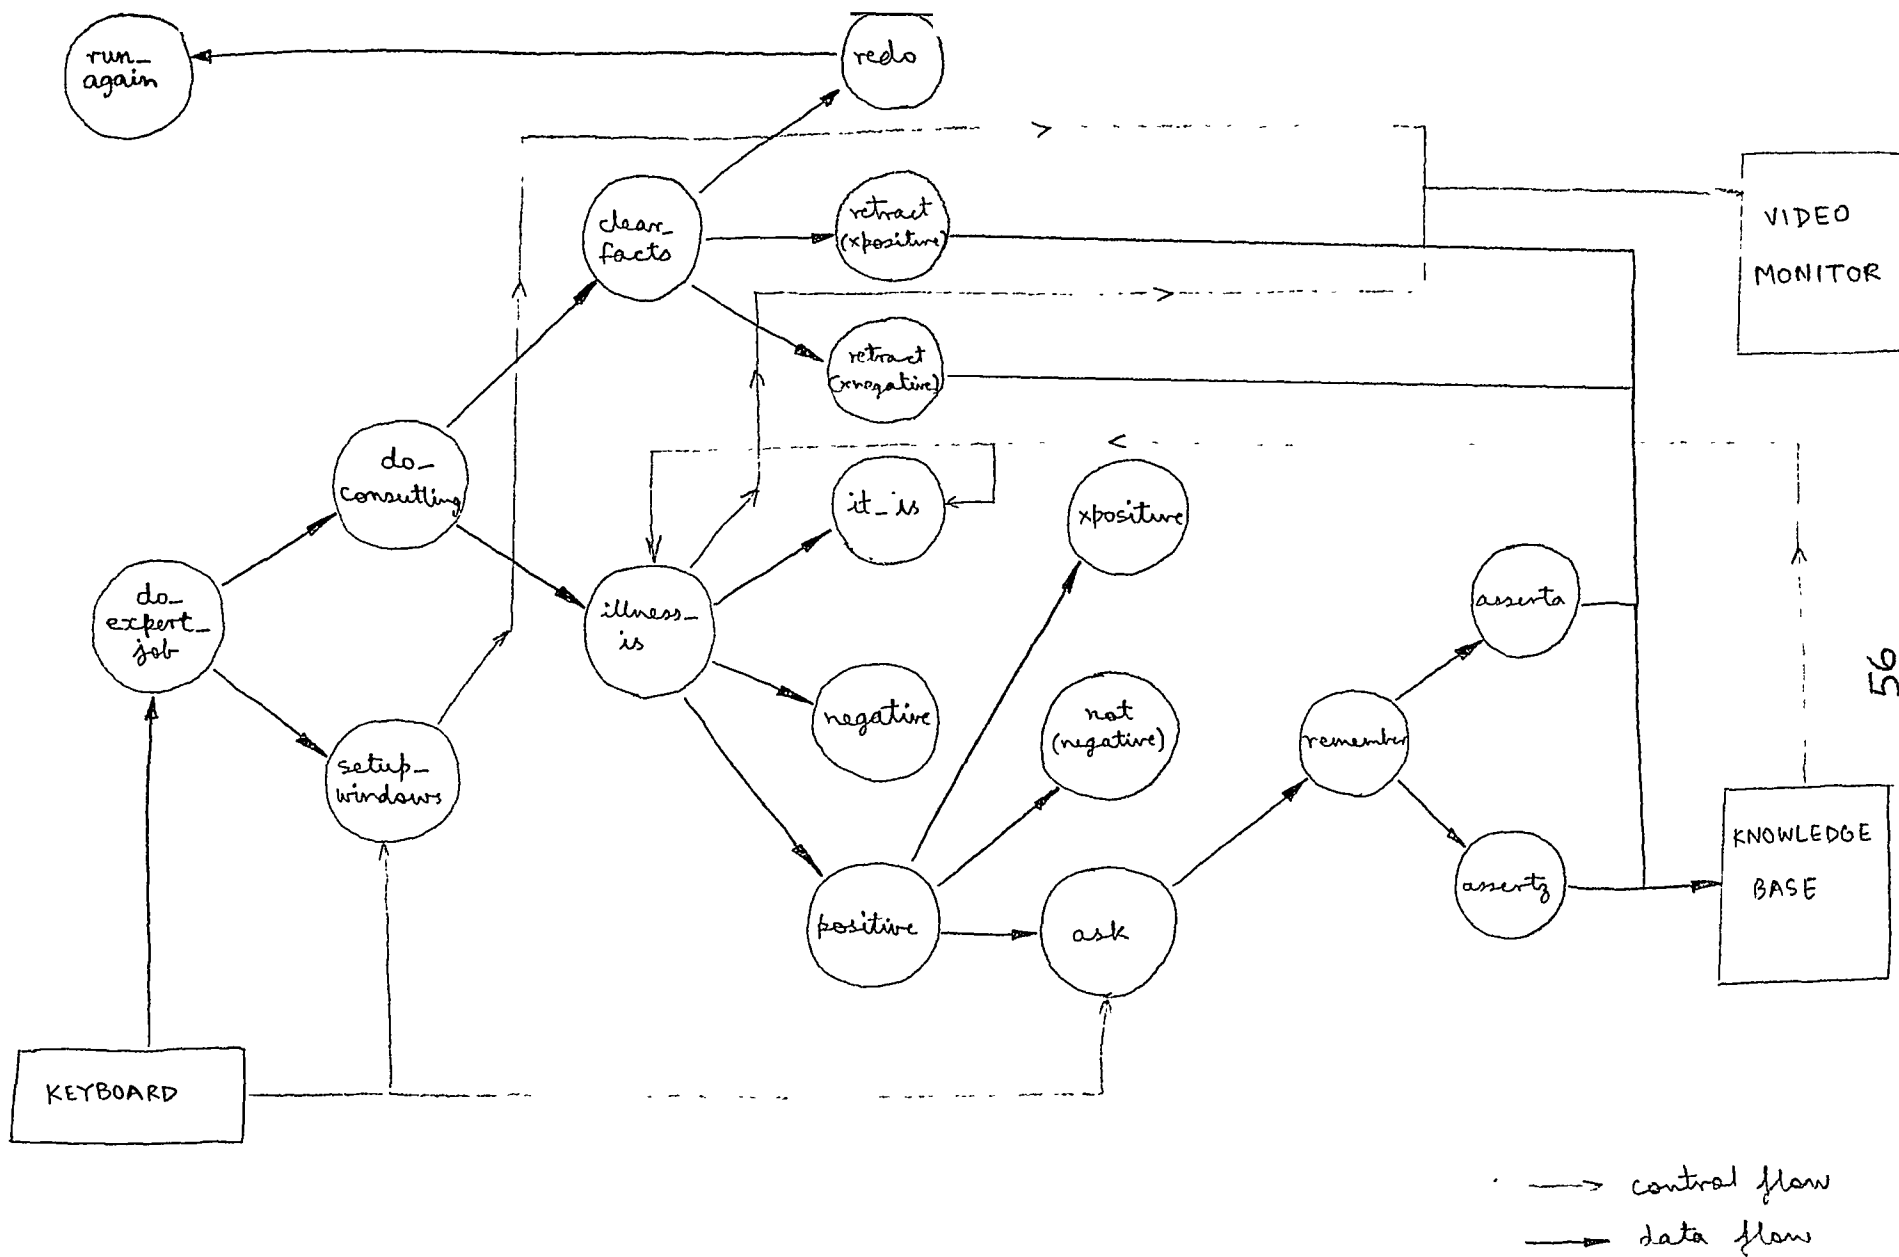 run_
again
redo
clear_
facts
retract
(xpositive)
VIDEO
MONITOR
retract
(xnegative)
do_
consulting
it_is
xpositive
do_
expert_
job
illness_
is
asserta
56
negative
not
(negative)
remember
setup_
windows
KNOWLEDGE
BASE
positive
ask
assertz
KEYBOARD
control flow
data flow